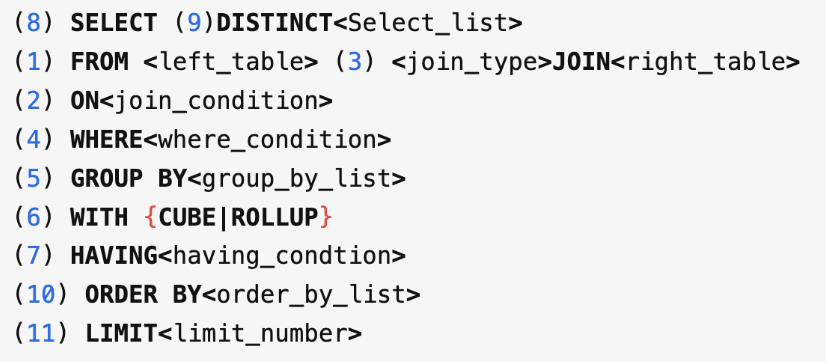 (8) SELECT (9)DISTINCT<Select_list>
(1) FROM <left_table> (3) <join_type>JOIN<right_table>
(2) ON<join_condition>
(4) WHERE<where_condition>
(5) GROUP BY<group_by_list>
(6) WITH {CUBE|ROLLUP}
(7) HAVING<having_condtion>
(10) ORDER BY<order_by_list>
(11) LIMIT<limit_number>